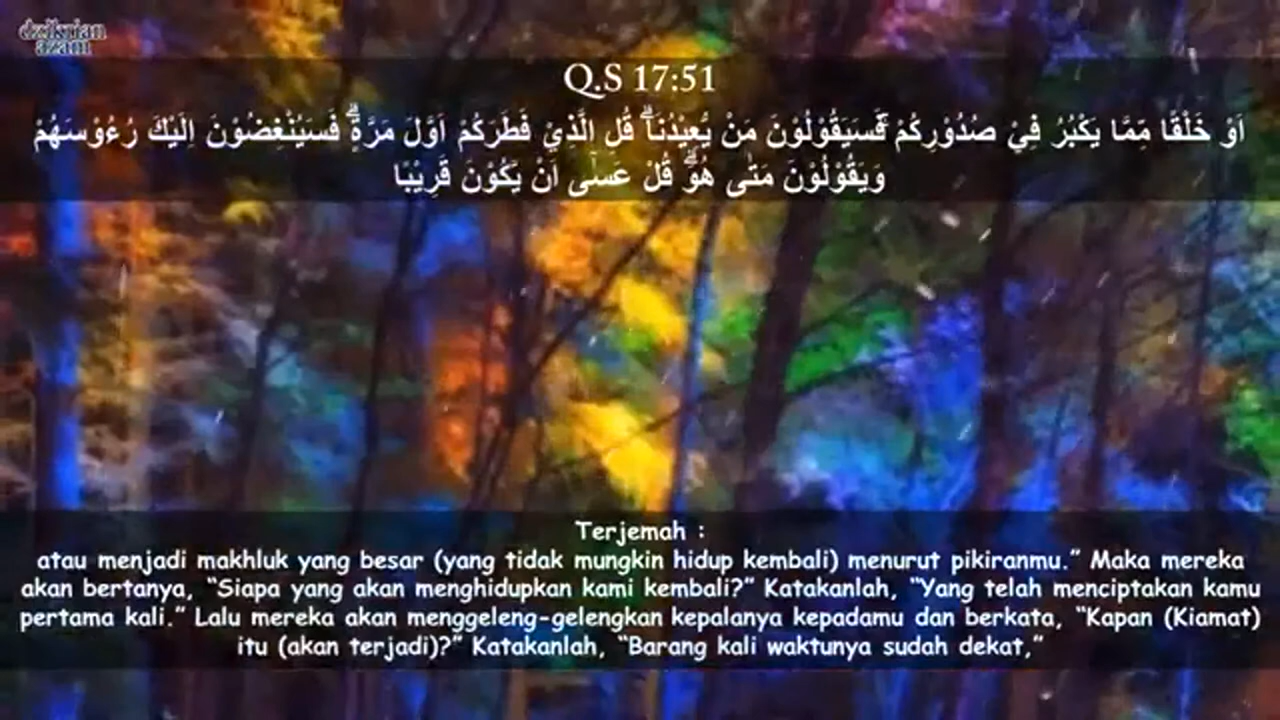 dzikrian
azam
Q.S 17:51
اَوْ خَلْقًا مِّمَّا يَكْبُرُ فِيْ صُدُوْرِكُمْ ۚفَسَيَقُوْلُوْنَ مَنْ يُّعِيْدُنَاۗ قُلِ الَّذِيْ فَطَرَكُمْ اَوَّلَ مَرَّةٍۗ فَسَيُنْغِضُوْنَ اِلَيْكَ رُءُوْسَهُمْ
وَيَقُوْلُوْنَ مَتٰى هُوَۗ قُلْ عَسٰٓى اَنْ يَّكُوْنَ قَرِيْبًا
Terjemah :
atau menjadi makhluk yang besar (yang tidak mungkin hidup kembali) menurut pikiranmu.” Maka mereka
akan bertanya, “Siapa yang akan menghidupkan kami kembali?” Katakanlah, “Yang telah menciptakan kamu
pertama kali.” Lalu mereka akan menggeleng-gelengkan kepalanya kepadamu dan berkata, “Kapan (Kiamat)
itu (akan terjadi)?” Katakanlah, “Barang kali waktunya sudah dekat,”